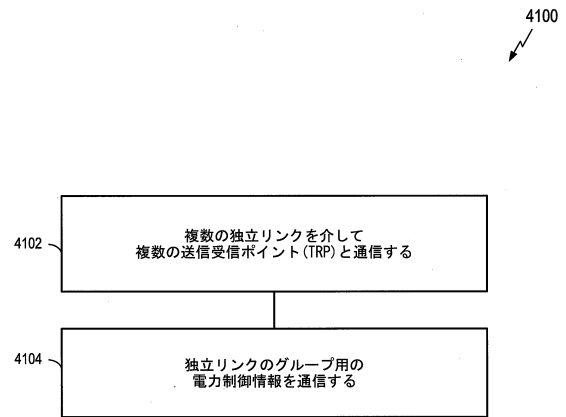 4100
4102
複数の独立リンクを介して
複数の送信受信ポイント(TRP)と通信する
4104
独立リンクのグループ用の
電力制御情報を通信する